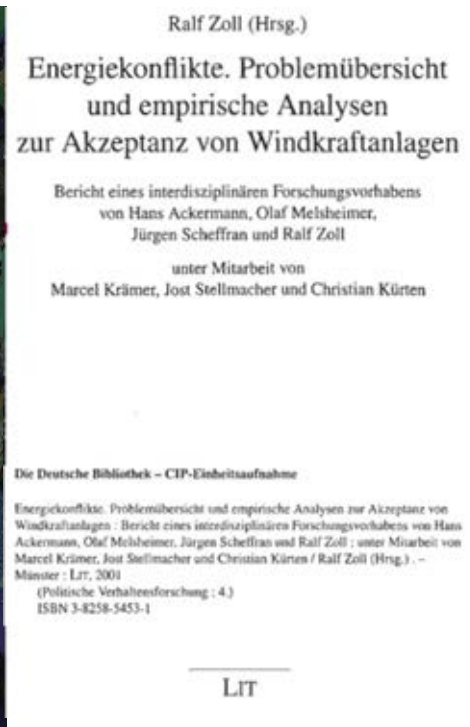 Ralf Zoll (Hrsg.)
Energiekonflikte. Problemübersicht
und empirische Analysen
zur Akzeptanz von Windkraftanlagen
Bericht eines interdisziplinären Forschungsvorhabens
von Hans Ackermann, Olaf Melsheimer,
Jürgen Scheffran und Ralf Zoll
unter Mitarbeit von
Marcel Krämer, Jost Stellmacher und Christian Kürten
Die Deutsche Bibliothek – CIP-Einheitsaufnahme
Energiekonflikte. Problemübersicht und empirische Analysen zur Akzeptanz von
Windkraftanlagen : Bericht eines interdisziplinären Forschungsvorhabens von Hans
Ackermann, Olaf Melsheimer, Jürgen Scheffran und Ralf Zoll ; unter Mitarbeit von
Marcel Krämer, Jost Stellmacher und Christian Kürten / Ralf Zoll (Hrsg.) . –
Münster : LIT, 2001
(Politische Verhaltensforschung ; 4.)
ISBN 3-8258-5453-1
LIT